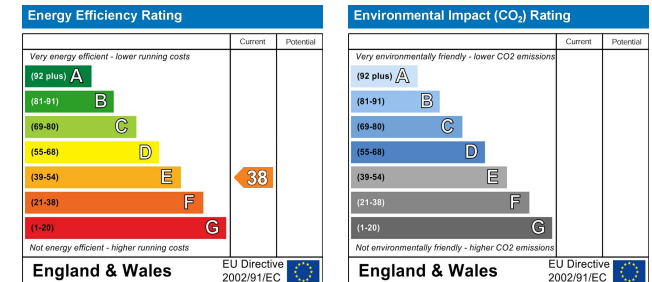 Energy Efficiency Rating
Current Potential
Very energy efficient - lower running costs
(92 plus) A
(81-91) B
(69-80) C
(55-68) D
(39-54) E
38
(21-38) F
(1-20) G
Not energy efficient - higher running costs
England & Wales
EU Directive
2002/91/EC
Environmental Impact (CO₂) Rating
Current Potential
Very environmentally friendly - lower CO2 emissions
(92 plus) A
(81-91) B
(69-80) C
(55-68) D
(39-54) E
(21-38) F
(1-20) G
Not environmentally friendly - higher CO2 emissions
England & Wales
EU Directive
2002/91/EC